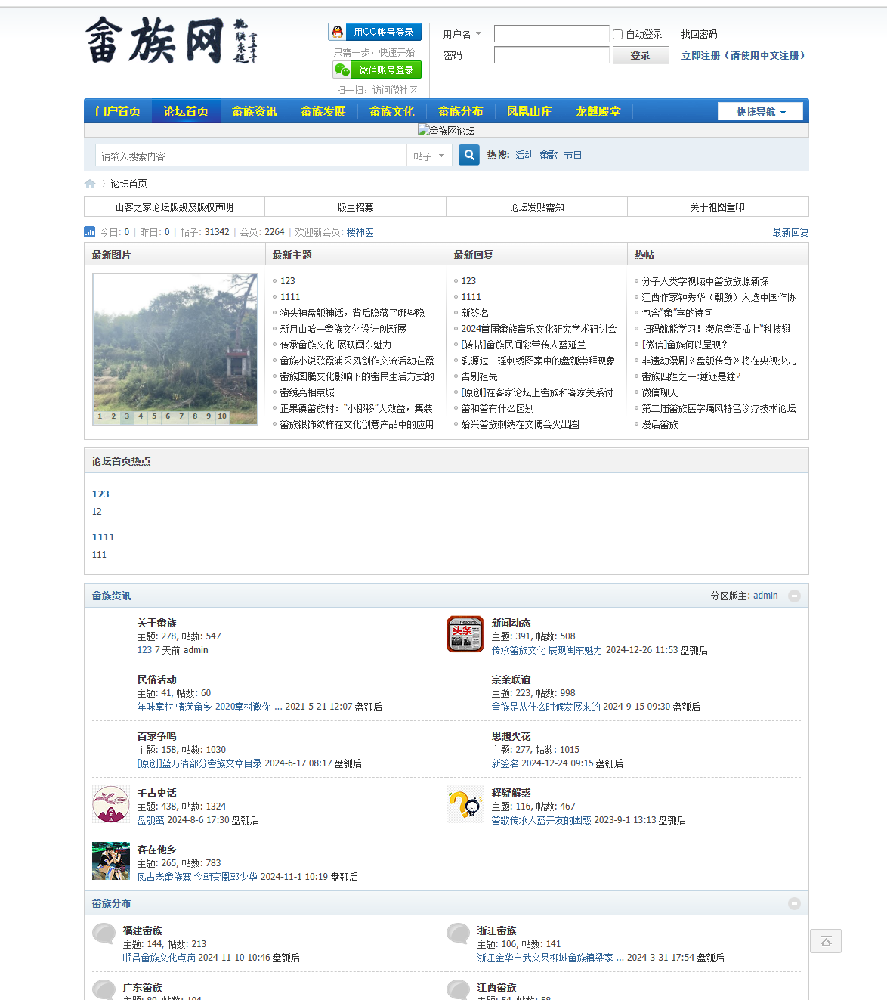 畲族网
用QQ帐号登录
只需一步，快速开始
微信账号登录
扫一扫，访问微社区
用户名
自动登录
找回密码
密码
登录
立即注册（请使用中文注册）
门户首页 论坛首页 畲族资讯 畲族发展 畲族文化 畲族分布 凤凰山庄 龙麒殿堂 快捷导航
畲族网论坛
请输入搜索内容 帖子 热搜: 活动 畲歌 节日
论坛首页
山客之家论坛版规及版权声明 版主招募 论坛发贴需知 关于祖图重印
今日: 0 | 昨日: 0 | 帖子: 31342 | 会员: 2264 | 欢迎新会员: 楼神医 最新回复
最新图片 最新主题 最新回复 热帖
1 2 3 4 5 6 7 8 9 10
123
1111
狗头神盘瓠神话，背后隐藏了哪些隐
新月山哈—畲族文化设计创新展
传承畲族文化 展现闽东魅力
畲族小说歌霞浦采风创作交流活动在霞
畲族图腾文化影响下的畲民生活方式的
畲绣亮相京城
正果镇畲族村：“小挪移”大效益，集装
畲族银饰纹样在文化创意产品中的应用
123
1111
新签名
2024首届畲族音乐文化研究学术研讨会
[转帖]畲族民间彩带传人蓝延兰
乳源过山瑶刺绣图案中的盘瓠崇拜现象
告别祖先
[原创]在客家论坛上畲族和客家关系讨
畬和畲有什么区别
始兴畲族刺绣在文博会火出圈
分子人类学视域中畲族族源新探
江西作家钟秀华（朝颜）入选中国作协
包含“畲”字的诗句
扫码就能学习！濒危畲语插上“科技翅
[微信]畲族何以呈现？
非遗动漫剧《盘瓠传奇》将在央视少儿
畲族四姓之一:鍾还是鐘?
微信聊天
第二届畲族医学痛风特色诊疗技术论坛
漫话畲族
论坛首页热点
123
12
1111
111
畲族资讯 分区版主: admin
关于畲族
主题: 278, 帖数: 547
123 7 天前 admin
头条
新闻动态
主题: 391, 帖数: 508
传承畲族文化 展现闽东魅力 2024-12-26 11:53 盘瓠后
民俗活动
主题: 41, 帖数: 60
年味章村 情满畲乡 2020章村邀你 ... 2021-5-21 12:07 盘瓠后
宗亲联谊
主题: 223, 帖数: 998
畲族是从什么时候发展来的 2024-9-15 09:30 盘瓠后
百家争鸣
主题: 158, 帖数: 1030
[原创]蓝万清部分畲族文章目录 2024-6-17 08:17 盘瓠后
思想火花
主题: 277, 帖数: 1015
新签名 2024-12-24 09:15 盘瓠后
千古史话
主题: 438, 帖数: 1324
盘瓠蛮 2024-8-6 17:30 盘瓠后
释疑解惑
主题: 116, 帖数: 467
畲歌传承人蓝开友的困惑 2023-9-1 13:13 盘瓠后
客在他乡
主题: 265, 帖数: 783
凤古老畲族寨 今朝变凰郭少华 2024-11-1 10:19 盘瓠后
畲族分布
福建畲族
主题: 144, 帖数: 213
顺昌畲族文化点滴 2024-11-10 10:46 盘瓠后
浙江畲族
主题: 106, 帖数: 141
浙江金华市武义县柳城畲族镇梁家 ... 2024-3-31 17:54 盘瓠后
广东畲族
主题: 80, 帖数: 104
江西畲族
主题: 54, 帖数: 58